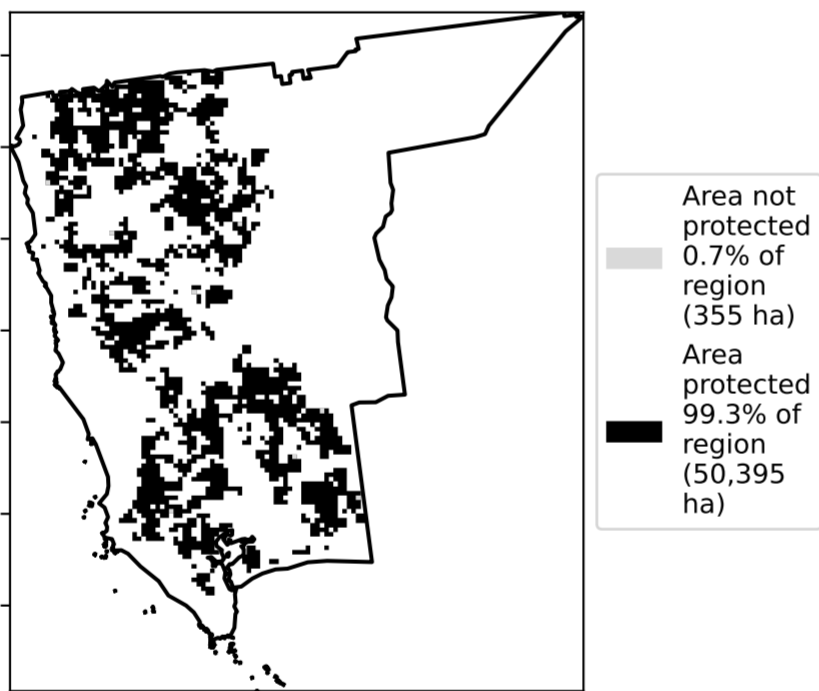 Area not
protected
0.7% of
region
(355 ha)
Area
protected
99.3% of
region
(50,395
ha)